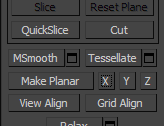 Slice Reset Plane
QuickSlice Cut
MSmooth Tessellate
Make Planar X Y Z
View Align Grid Align
Relax